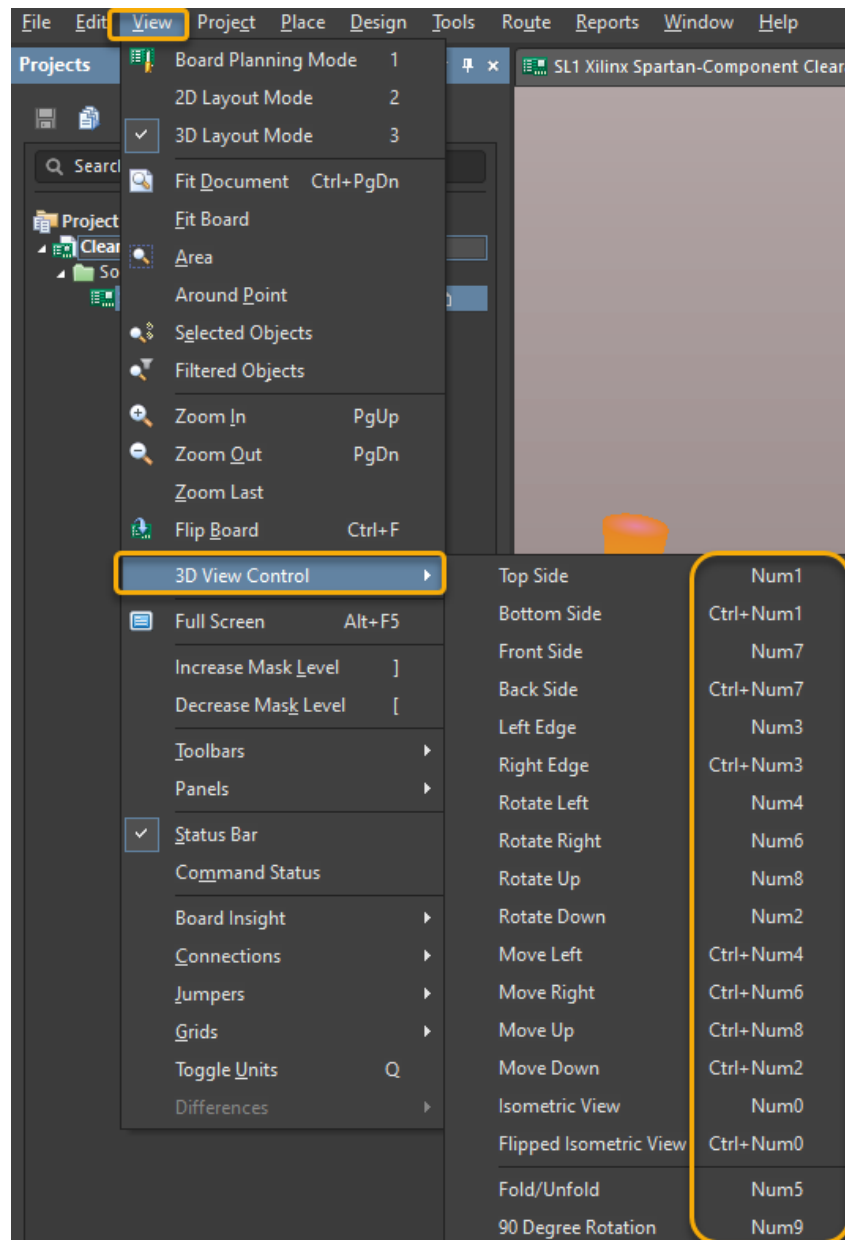 File Edit View Project Place Design Tools Route Reports Window Help
Projects
SL1 Xilinx Spartan-Component Clear
Board Planning Mode 1
2D Layout Mode 2
3D Layout Mode 3
Search
Fit Document Ctrl+PgDn
Project
Fit Board
Clear
Area
So
Around Point
Selected Objects
Filtered Objects
Zoom In PgUp
Zoom Out PgDn
Zoom Last
Flip Board Ctrl+F
3D View Control
Full Screen Alt+F5
Increase Mask Level ]
Decrease Mask Level [
Toolbars
Panels
Status Bar
Command Status
Board Insight
Connections
Jumpers
Grids
Toggle Units Q
Differences
Top Side Num1
Bottom Side Ctrl+Num1
Front Side Num7
Back Side Ctrl+Num7
Left Edge Num3
Right Edge Ctrl+Num3
Rotate Left Num4
Rotate Right Num6
Rotate Up Num8
Rotate Down Num2
Move Left Ctrl+Num4
Move Right Ctrl+Num6
Move Up Ctrl+Num8
Move Down Ctrl+Num2
Isometric View Num0
Flipped Isometric View Ctrl+Num0
Fold/Unfold Num5
90 Degree Rotation Num9